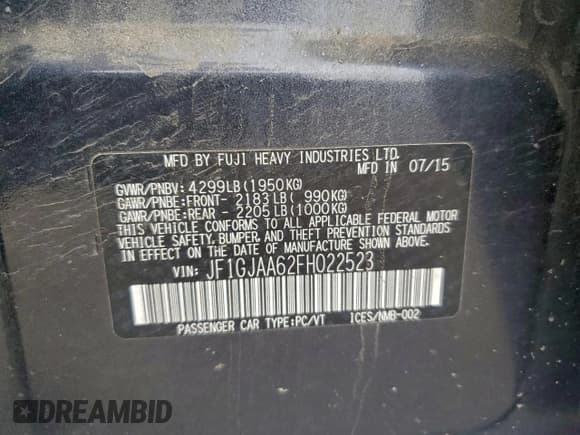 MFD BY FUJI HEAVY INDUSTRIES LTD.
MFD IN 07/15
GVWR/PNBV: 4299LB(1950KG)
GAWR/PNBE:FRONT- 2183LB( 990KG)
GAWR/PNBE:REAR - 2205LB(1000KG)
THIS VEHICLE CONFORMS TO ALL APPLICABLE FEDERAL MOTOR
VEHICLE SAFETY, BUMPER, AND THEFT PREVENTION STANDARDS
IN EFFECT ON THE DATE OF MANUFACTURE SHOWN ABOVE.
VIN: JF1GJAA62FH022523
PASSENGER CAR TYPE:PC/VT ICES/NMB-002
DREAMBID